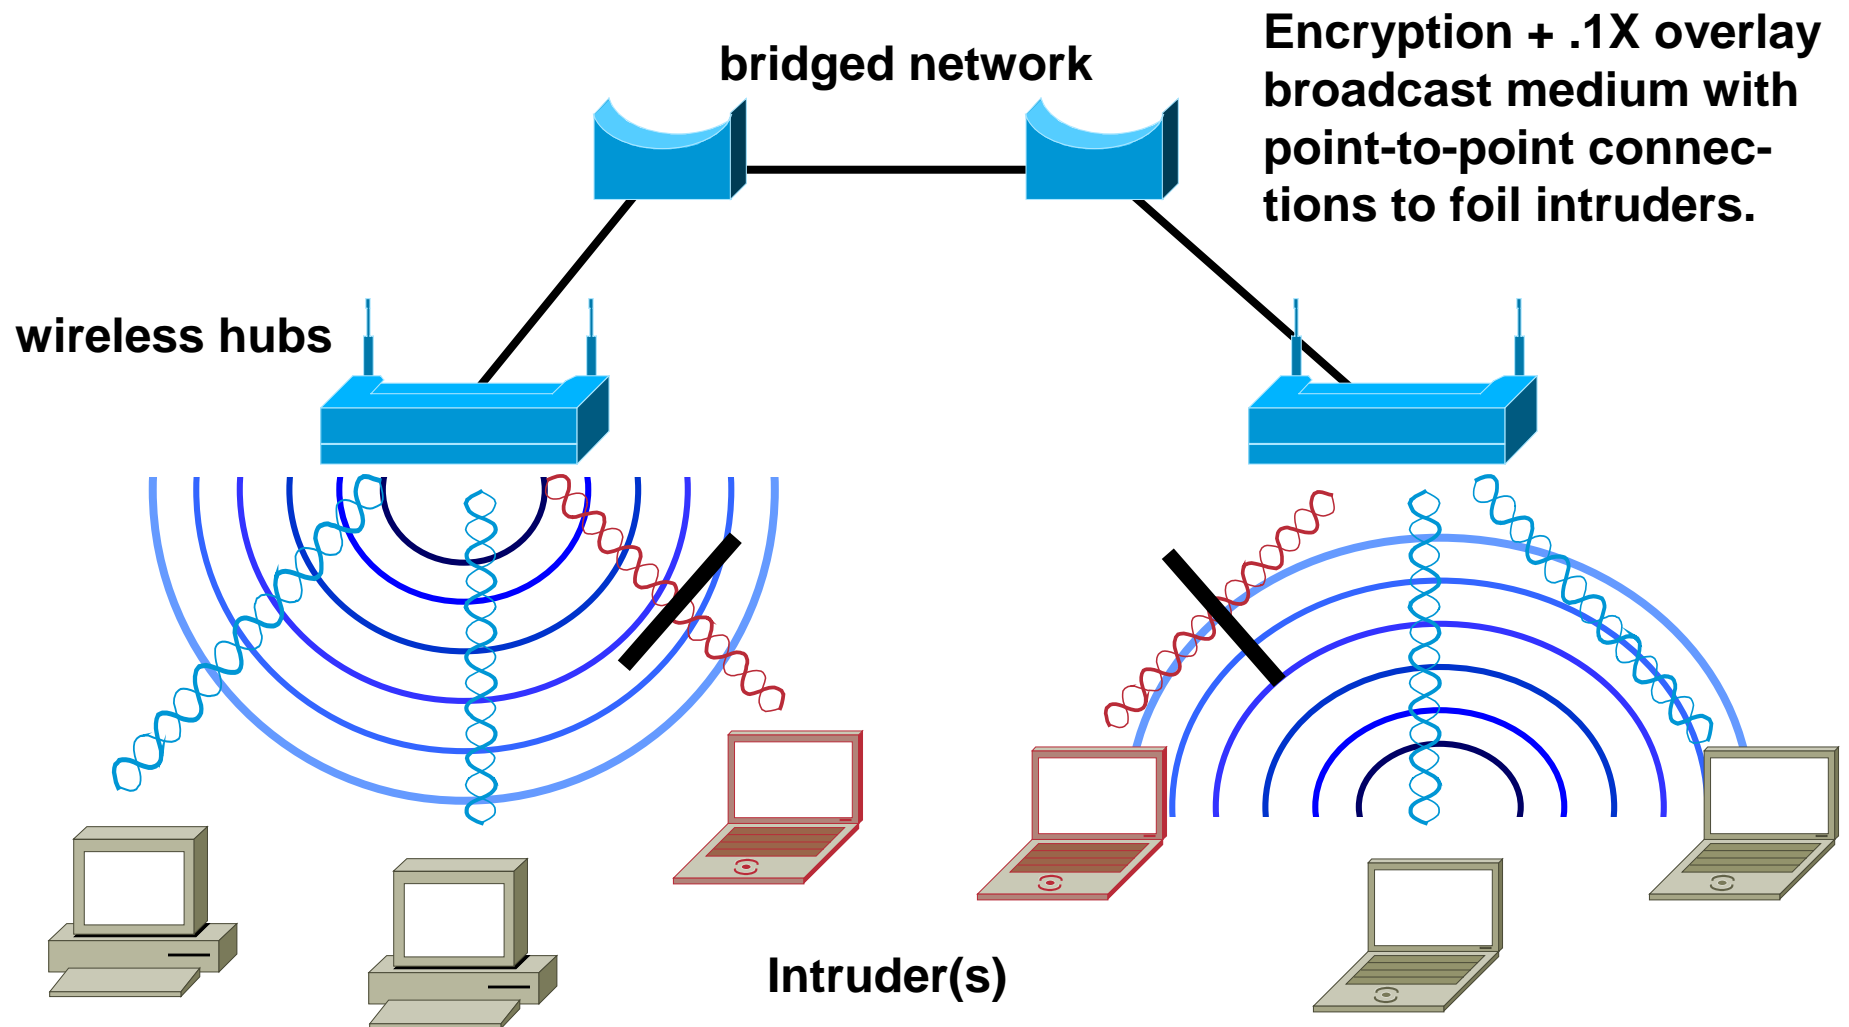 bridged network
Encryption + .1X overlay
broadcast medium with
point-to-point connec-
tions to foil intruders.
wireless hubs
Intruder(s)